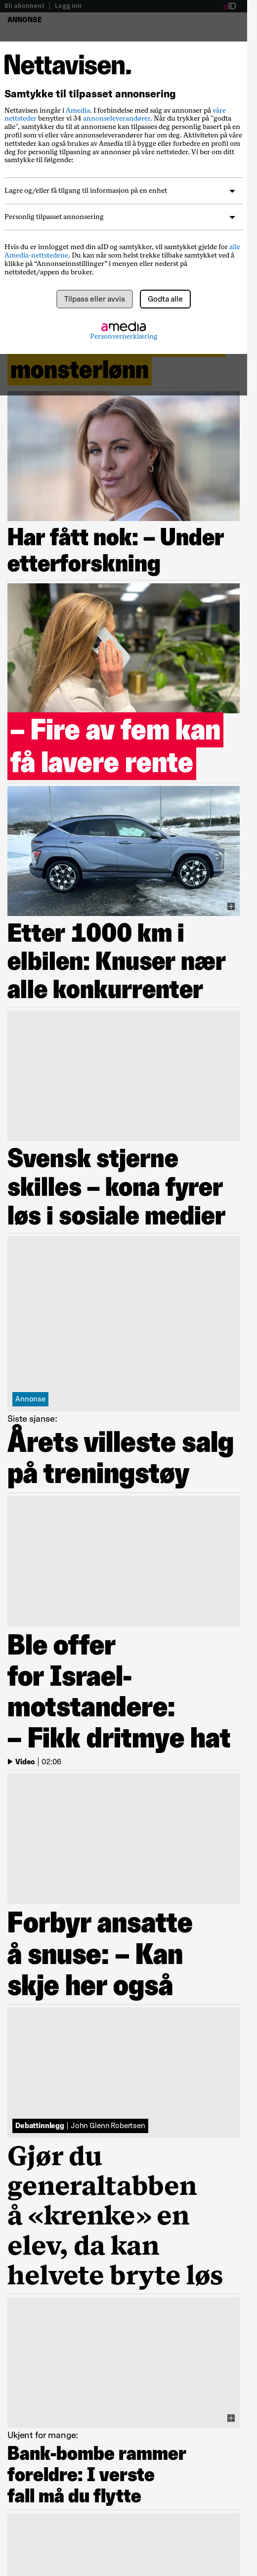 Bli abonnent | Logg inn
ANNONSE
Nettavisen.
Samtykke til tilpasset annonsering
Nettavisen inngår i Amedia. I forbindelse med salg av annonser på våre
nettsteder benytter vi 34 annonseleverandører. Når du trykker på "godta
alle", samtykker du til at annonsene kan tilpasses deg personlig basert på en
profil som vi eller våre annonseleverandører har om deg. Aktiviteten på våre
nettsteder kan også brukes av Amedia til å bygge eller forbedre en profil om
deg for personlig tilpasning av annonser på våre nettsteder. Vi ber om ditt
samtykke til følgende:
Lagre og/eller få tilgang til informasjon på en enhet
Personlig tilpasset annonsering
Hvis du er innlogget med din aID og samtykker, vil samtykket gjelde for alle
Amedia-nettstedene. Du kan når som helst trekke tilbake samtykket ved å
klikke på “Annonseinnstillinger” i menyen eller nederst på
nettstedet/appen du bruker.
Tilpass eller avvis
Godta alle
amedia
Personvernerklæring
monsterlønn
Har fått nok: – Under
etterforskning
– Fire av fem kan
få lavere rente
Etter 1000 km i
elbilen: Knuser nær
alle konkurrenter
Svensk stjerne
skilles – kona fyrer
løs i sosiale medier
Annonse
Siste sjanse:
Årets villeste salg
på treningstøy
Ble offer
for Israel-
motstandere:
– Fikk dritmye hat
Video | 02:06
Forbyr ansatte
å snuse: – Kan
skje her også
Debattinnlegg | John Glenn Robertsen
Gjør du
generaltabben
å «krenke» en
elev, da kan
helvete bryte løs
Ukjent for mange:
Bank-bombe rammer
foreldre: I verste
fall må du flytte